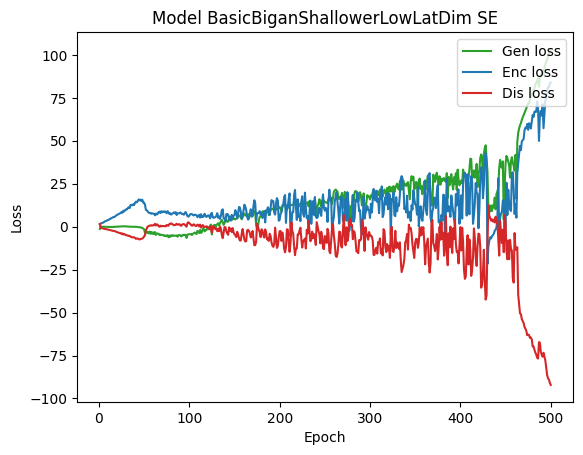 Model BasicBiganShallowerLowLatDim SE
Gen loss
Enc loss
Dis loss
100
75
50
25
0
−25
−50
−75
−100
Loss
0
100
200
300
400
500
Epoch